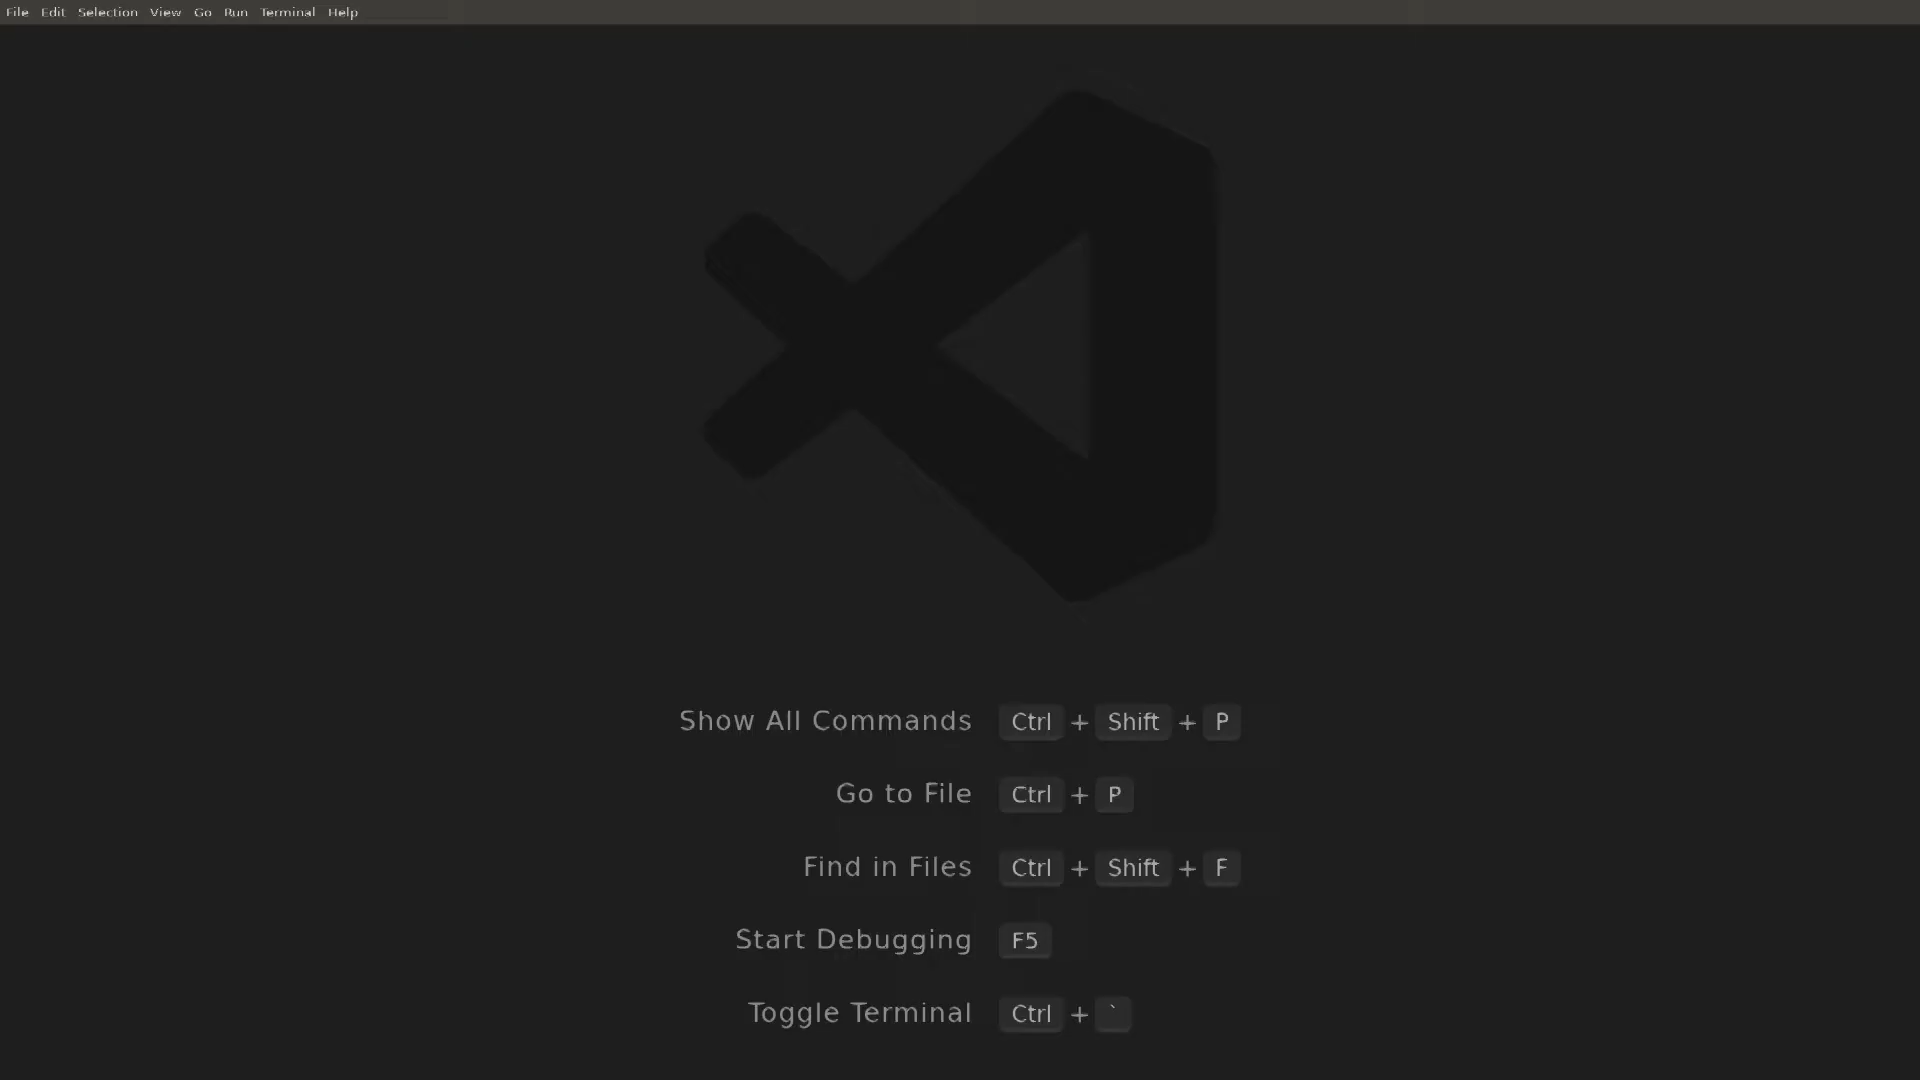 File Edit Selection View Go Run Terminal Help
Show All Commands Ctrl + Shift + P
Go to File Ctrl + P
Find in Files Ctrl + Shift + F
Start Debugging F5
Toggle Terminal Ctrl + `